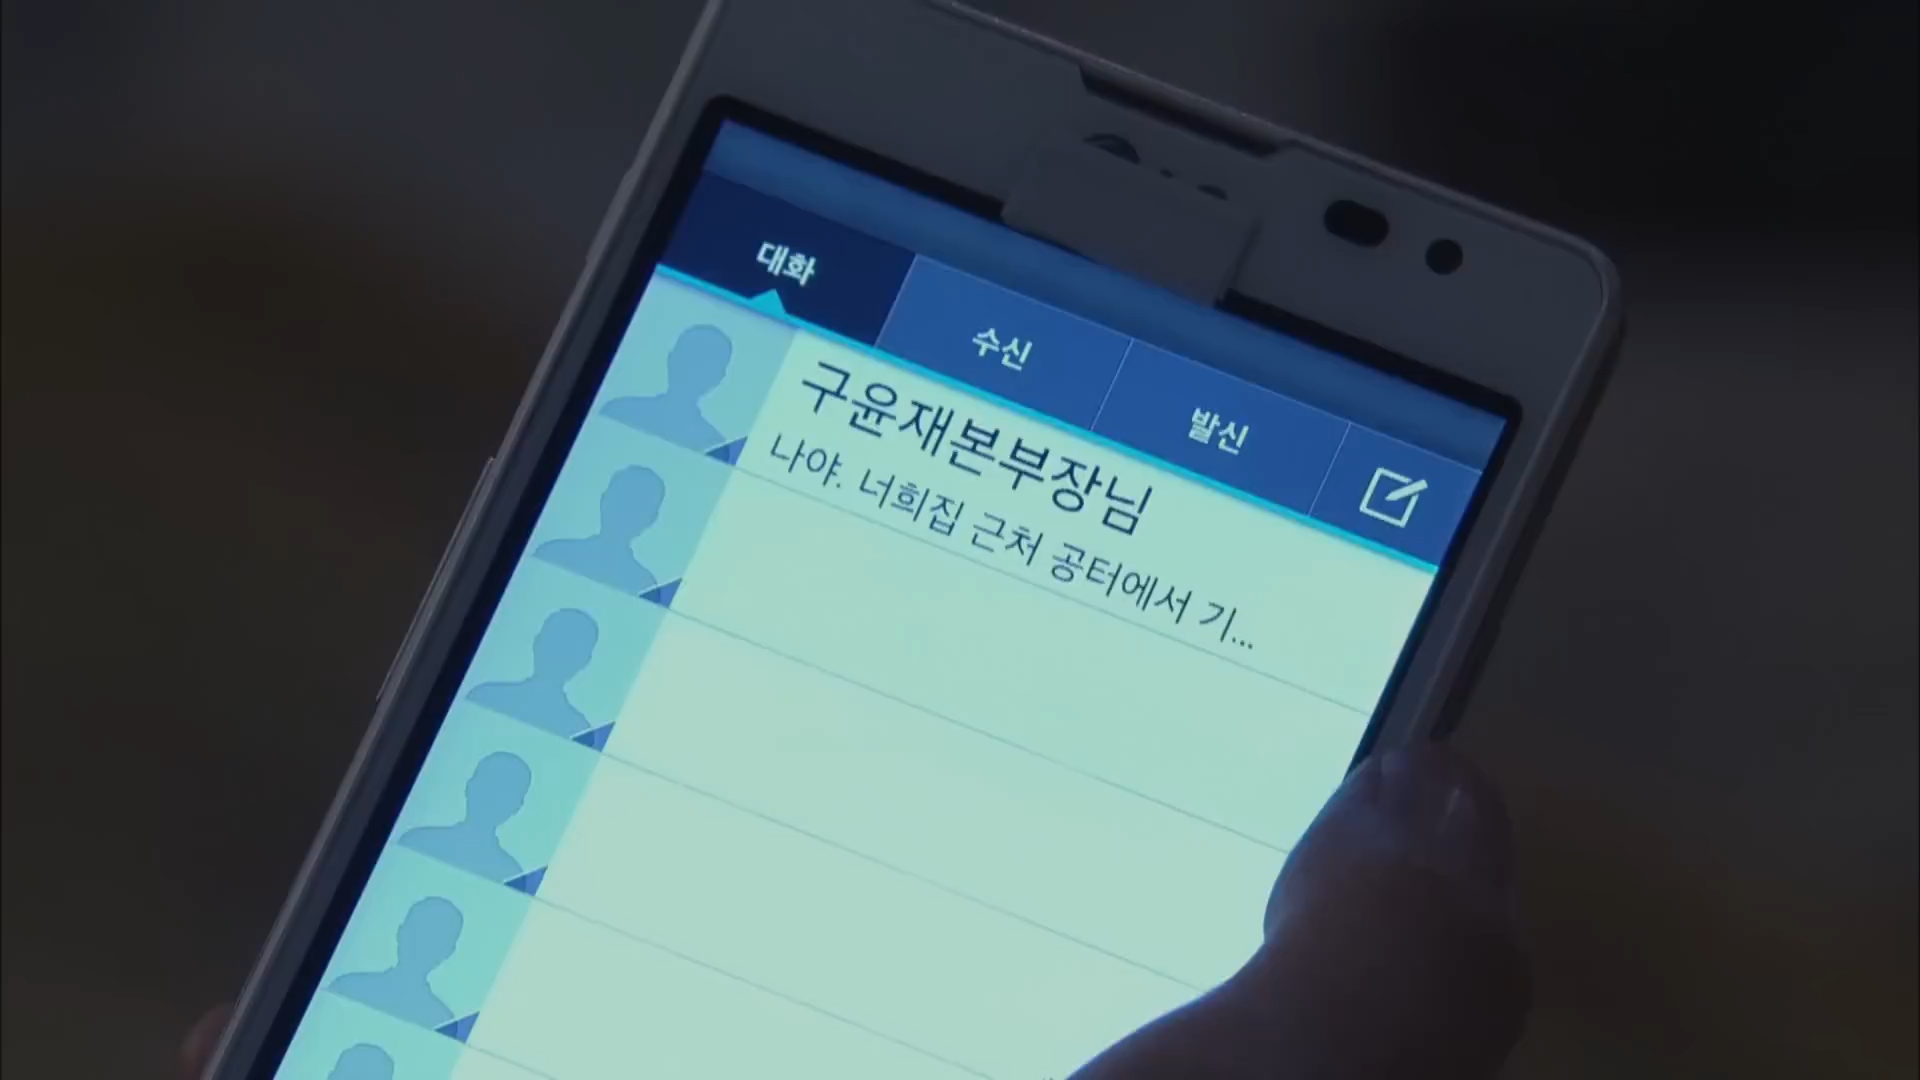 대화
수신
발신
구윤재본부장님
나야. 너희집 근처 공터에서 기...